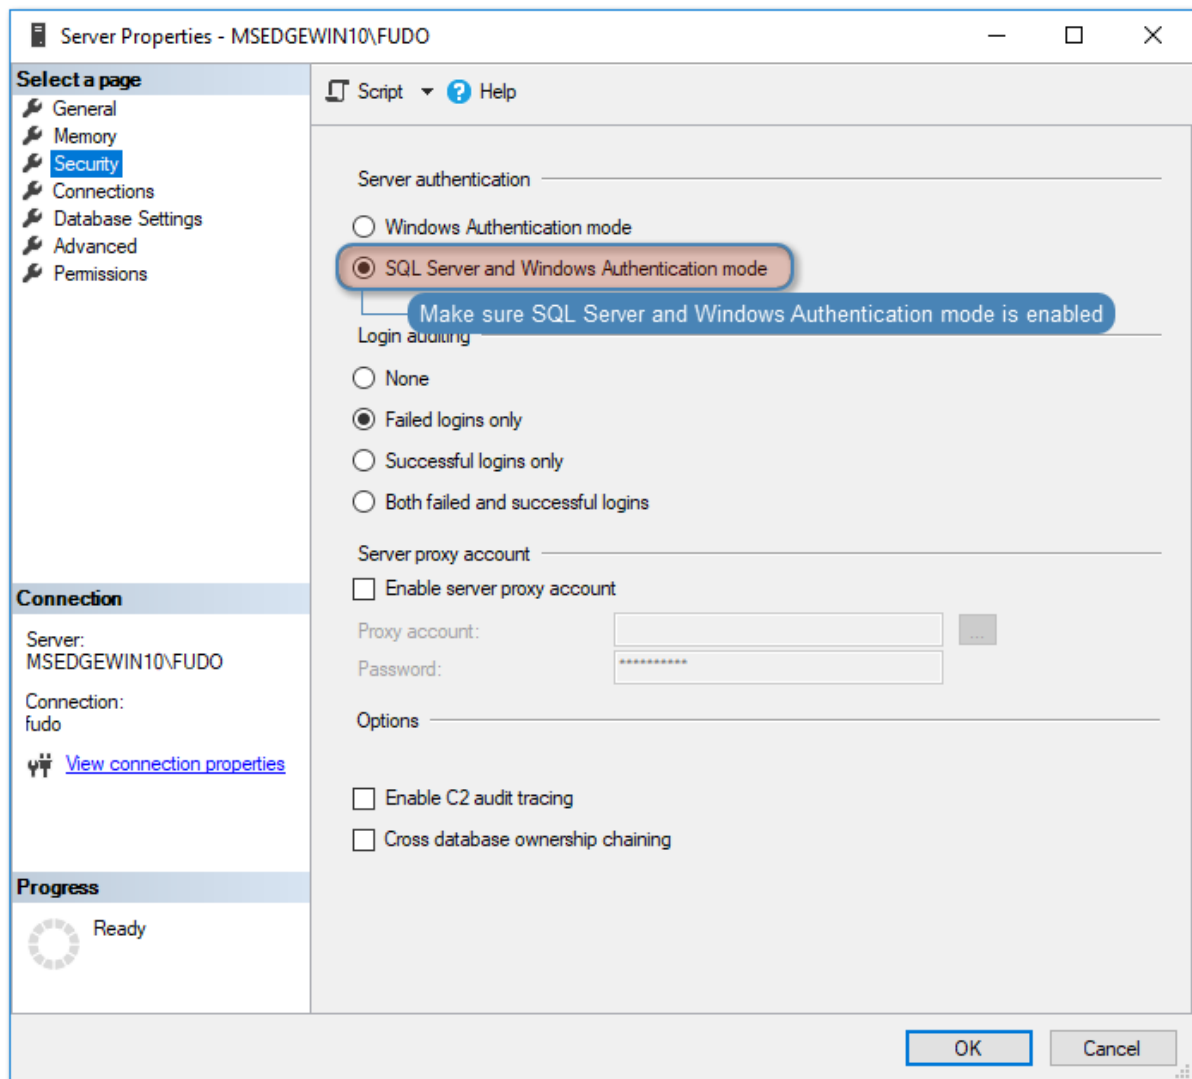 Server Properties - MSEDGEWIN10\FUDO
Select a page
General
Memory
Security
Connections
Database Settings
Advanced
Permissions
Connection
Server:
MSEDGEWIN10\FUDO
Connection:
fudo
View connection properties
Progress
Ready
Script
Help
Server authentication
Windows Authentication mode
SQL Server and Windows Authentication mode
Make sure SQL Server and Windows Authentication mode is enabled
Login auditing
None
Failed logins only
Successful logins only
Both failed and successful logins
Server proxy account
Enable server proxy account
Proxy account:
...
Password:
**********
Options
Enable C2 audit tracing
Cross database ownership chaining
OK
Cancel